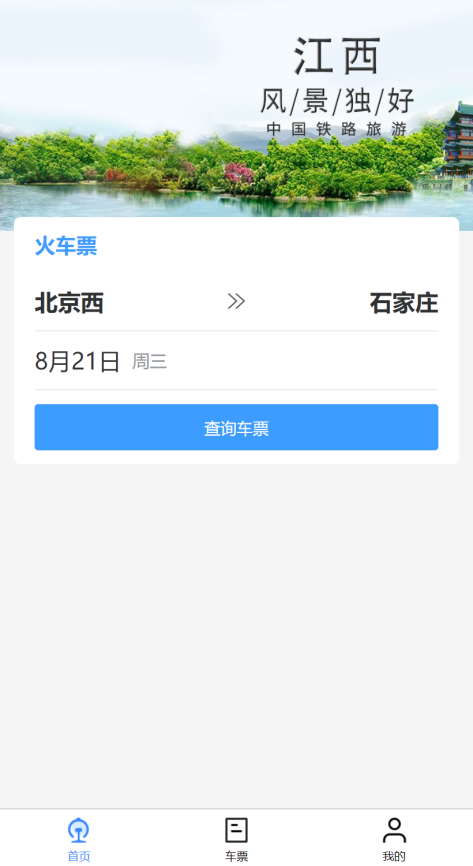 江西
风/景/独/好
中国铁路旅游
火车票
北京西 石家庄
8月21日 周三
查询车票
首页 车票 我的